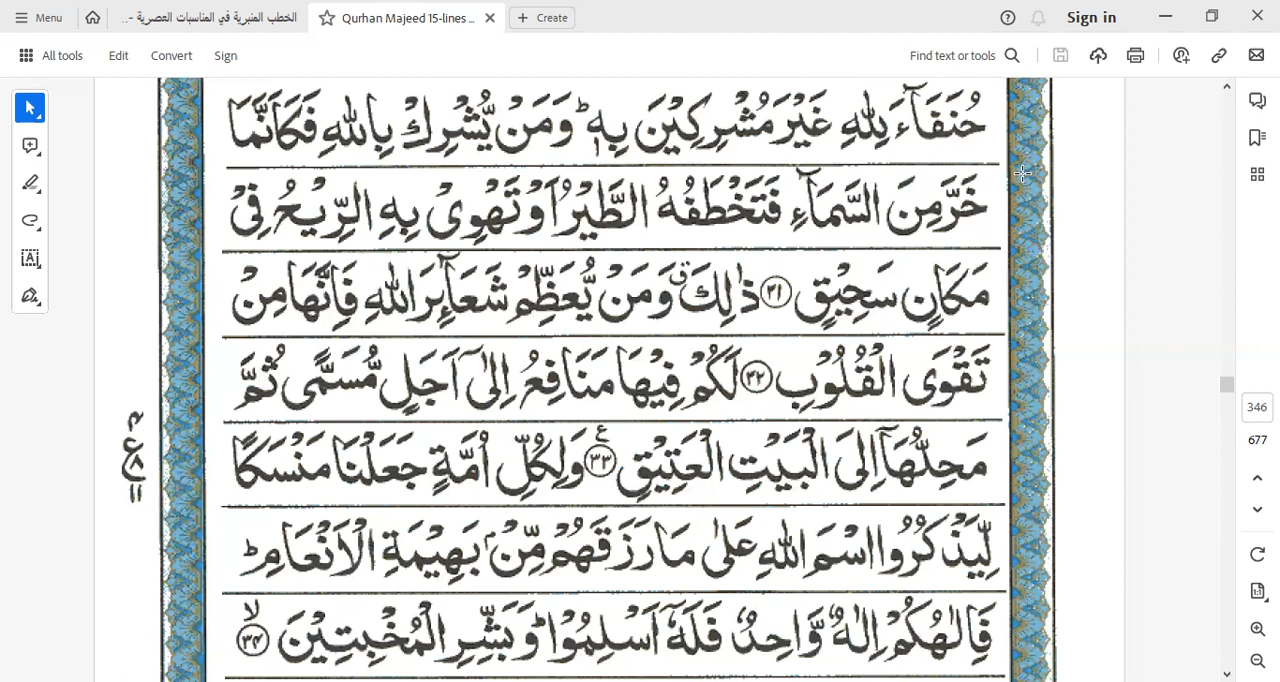 Menu
الخطب المنبرية في المناسبات العصرية - ...
Qurhan Majeed 15-lines ...
Create
Sign in
All tools Edit Convert Sign
Find text or tools
حُنَفَآءَ لِلّٰهِ غَيْرَ مُشْرِكِيْنَ بِهٖ ؕ وَمَنْ يُّشْرِكْ بِاللّٰهِ فَكَاَنَّمَا
خَرَّ مِنَ السَّمَآءِ فَتَخْطَفُهُ الطَّيْرُ اَوْ تَهْوِىْ بِهِ الرِّيْحُ فِىْ
مَكَانٍ سَحِيْقٍ ﴿۳۱﴾ ذٰلِكَ ۗ وَمَنْ يُّعَظِّمْ شَعَآئِرَ اللّٰهِ فَاِنَّهَا مِنْ
تَقْوَى الْقُلُوْبِ ﴿۳۲﴾ لَكُمْ فِيْهَا مَنَافِعُ اِلٰٓى اَجَلٍ مُّسَمًّى ثُمَّ
مَحِلُّهَاۤ اِلَى الْبَيْتِ الْعَتِيْقِ ﴿۳۳﴾ ع وَلِكُلِّ اُمَّةٍ جَعَلْنَا مَنْسَكًا
لِّيَذْكُرُوا اسْمَ اللّٰهِ عَلٰى مَا رَزَقَهُمْ مِّنْۢ بَهِيْمَةِ الْاَنْعَامِ ؕ
فَاِلٰهُكُمْ اِلٰهٌ وَّاحِدٌ فَلَهٗۤ اَسْلِمُوْا ؕ وَبَشِّرِ الْمُخْبِتِيْنَ ﴿۳۴﴾ ۙ
346
677